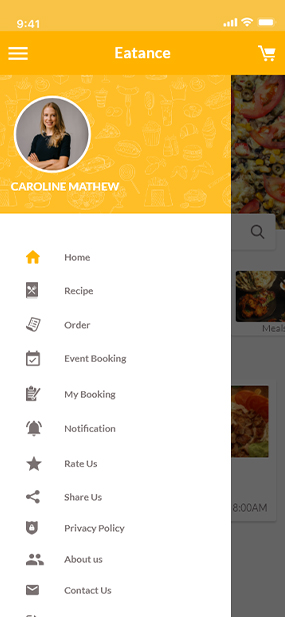 9:41
Eatance
CAROLINE MATHEW
Home
Recipe
Order
Meals
Event Booking
My Booking
Notification
Rate Us
Share Us
8:00AM
Privacy Policy
About us
Contact Us